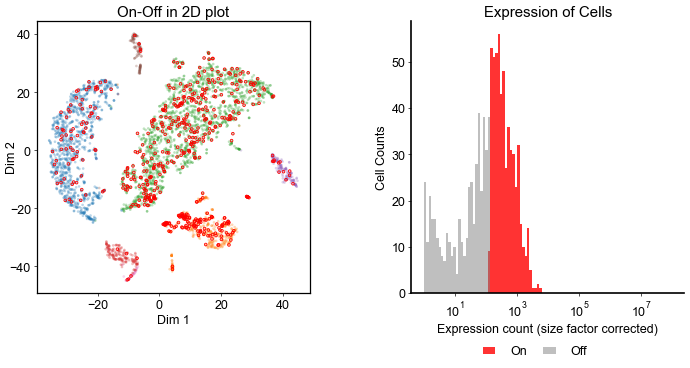 On-Off in 2D plot
40
20
0
−20
−40
Dim 2
−20
0
20
40
Dim 1
Expression of Cells
50
40
30
20
10
0
Cell Counts
10^1
10^3
10^5
10^7
Expression count (size factor corrected)
On
Off